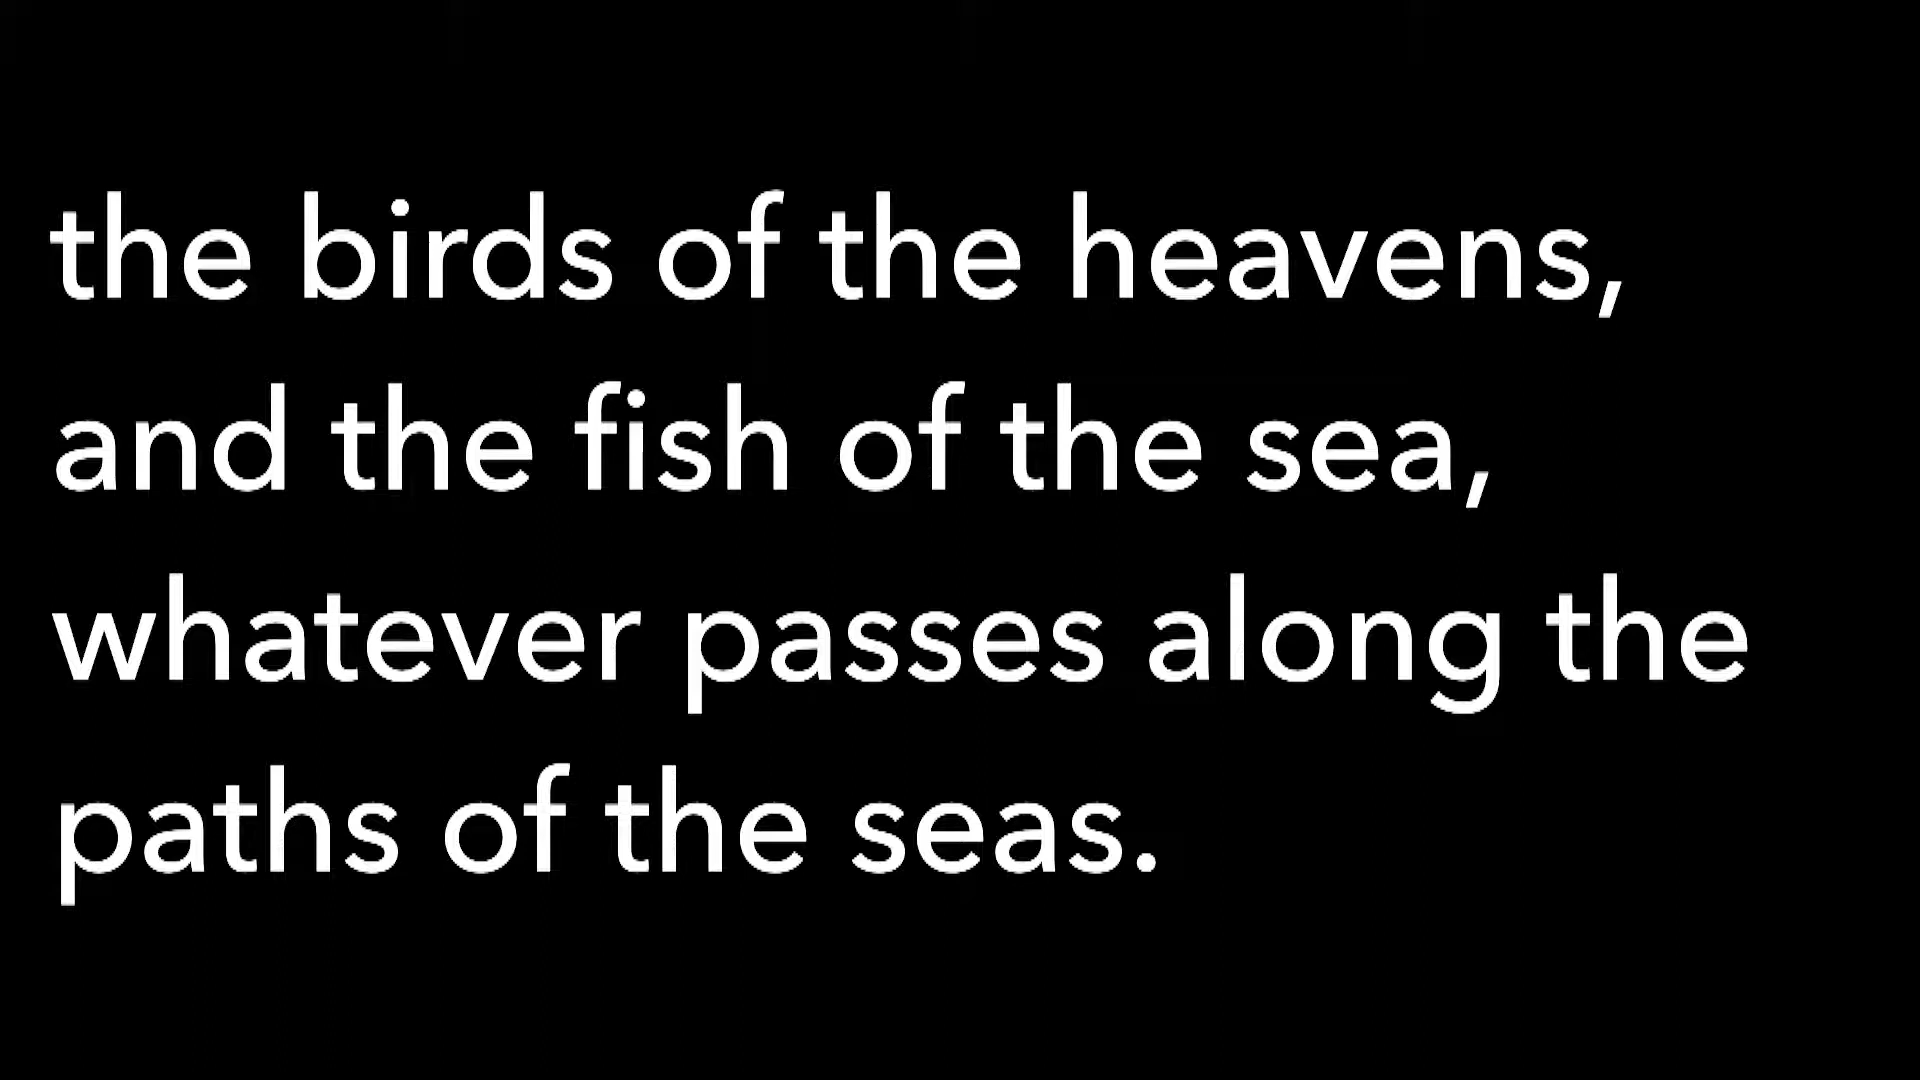 the birds of the heavens,
and the fish of the sea,
whatever passes along the
paths of the seas.